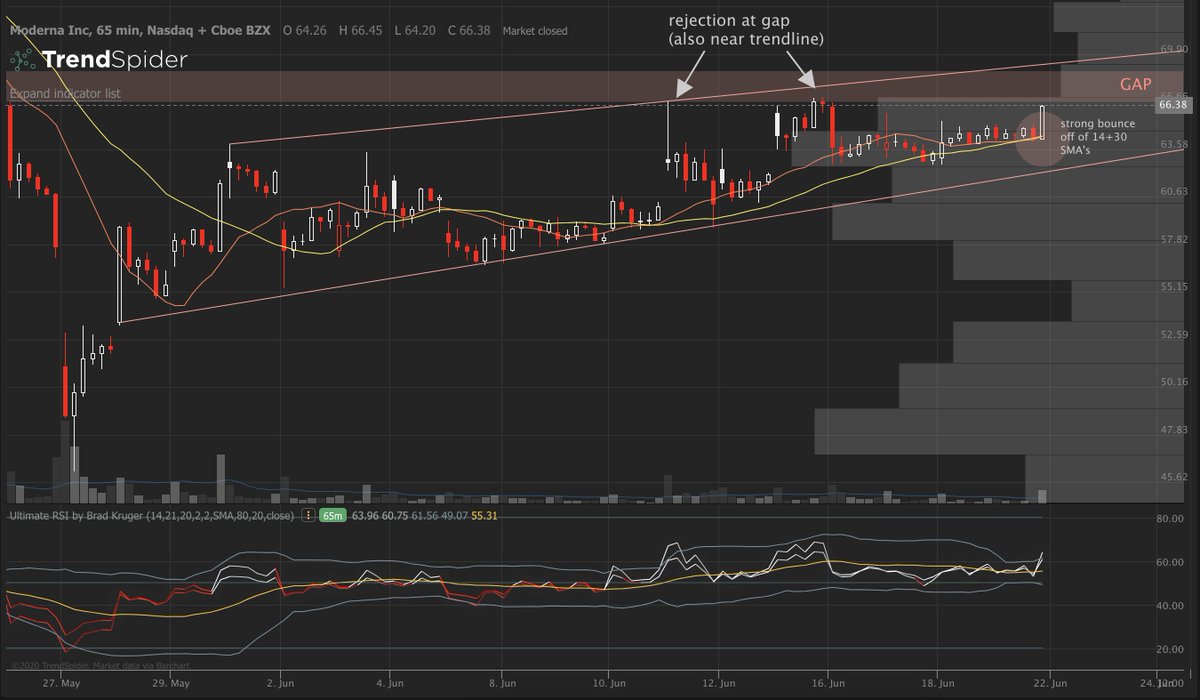 rejection at gap
(also near trendline)
Moderna Inc, 65 min, Nasdaq + Cboe BZX O 64.26 H 66.45 L 64.20 C 66.38 Market closed
TrendSpider
Expand indicator list
69.90
GAP
66.38
strong bounce
off of 14+30
SMA's
63.58
60.63
57.82
55.15
52.59
50.16
47.83
45.62
Ultimate RSI by Brad Kruger (14,21,20,2,2,SMA,80,20,close) 65m 63.96 60.75 61.56 49.07 55.31
80.00
60.00
40.00
20.00
©2020 TrendSpider. Market data via Barchart.
27. May 29. May 2. Jun 4. Jun 8. Jun 10. Jun 12. Jun 16. Jun 18. Jun 22. Jun